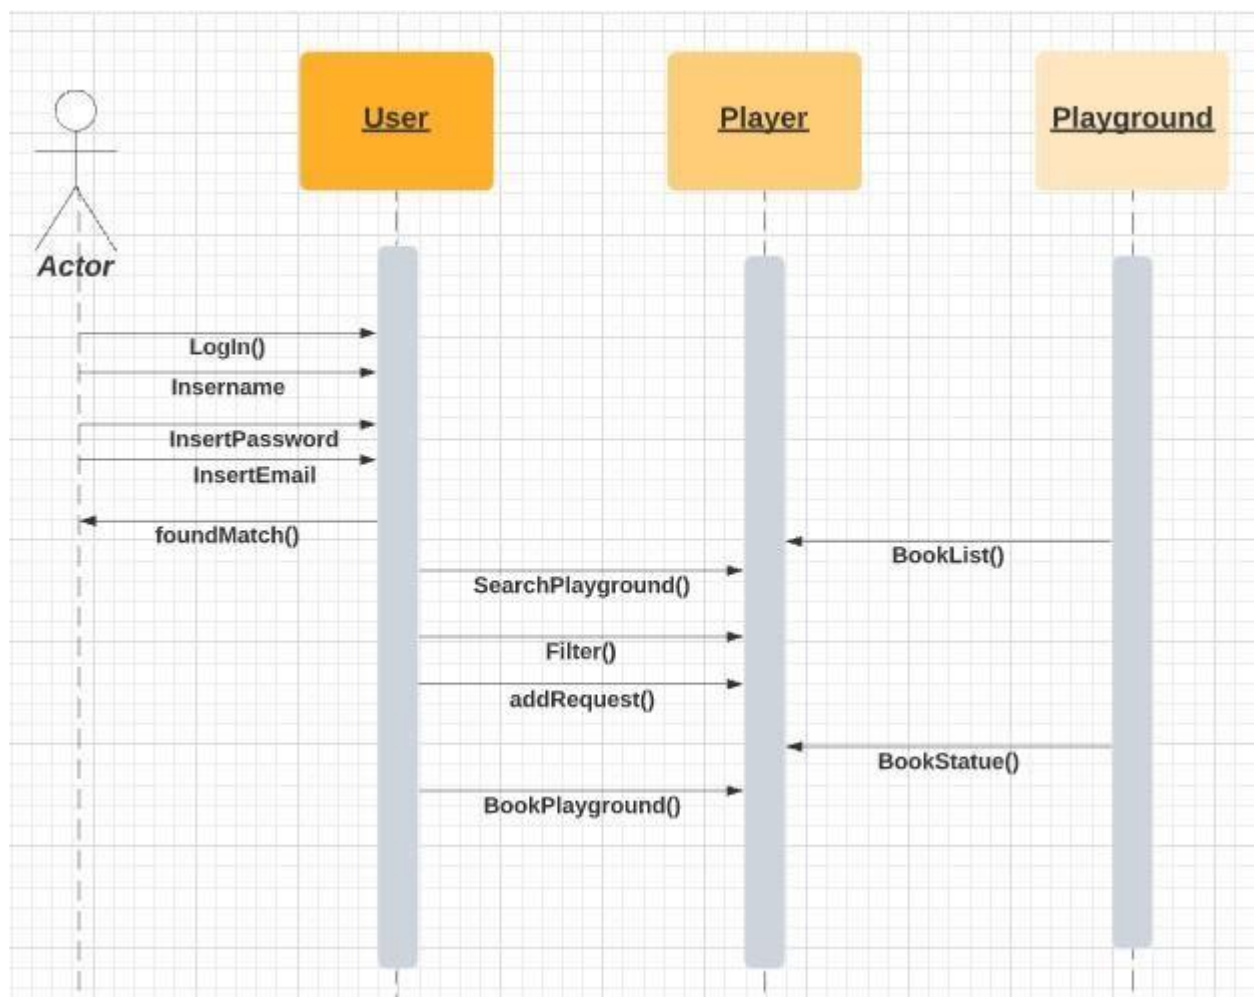 User
Player
Playground
Actor
LogIn()
Insername
InsertPassword
InsertEmail
foundMatch()
BookList()
SearchPlayground()
Filter()
addRequest()
BookStatue()
BookPlayground()